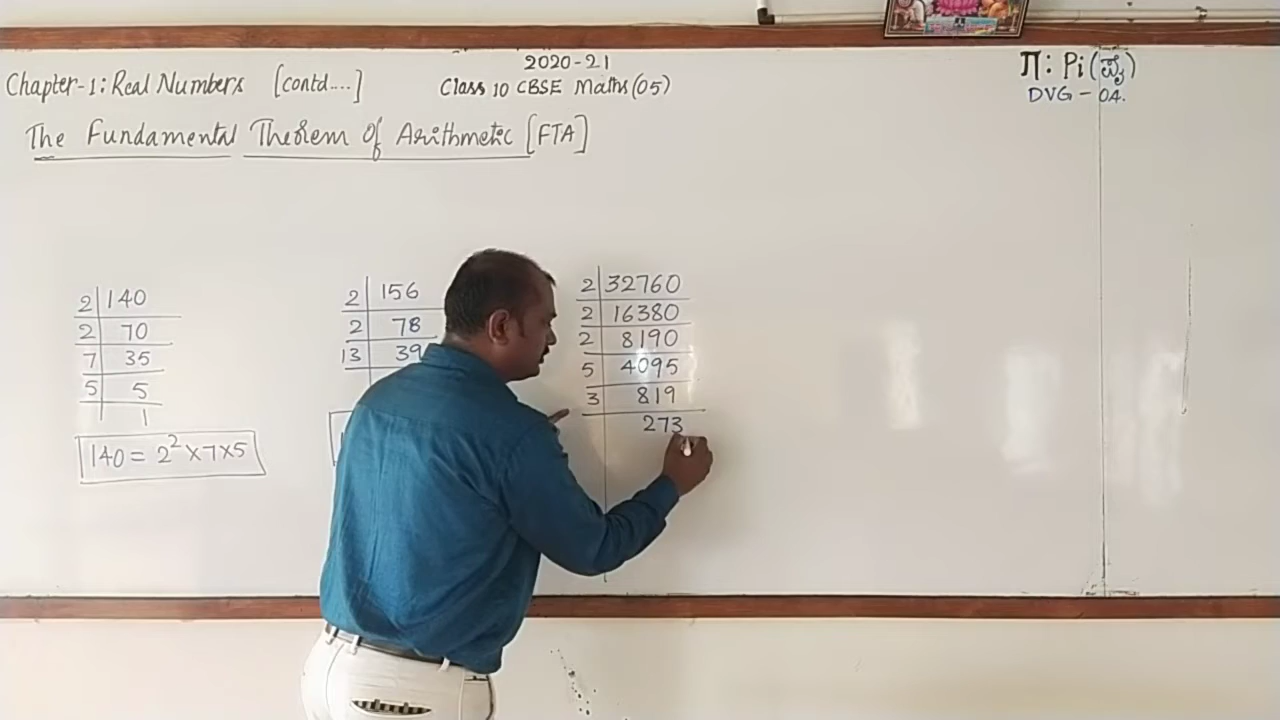 2020-21
Chapter-1: Real Numbers [contd....]
Class 10 CBSE Maths (05)
Π: Pi (ಪೈ)
DVG - 04.
The Fundamental Theorem Of Arithmetic [FTA]
2 140
2 70
7 35
5 5
1
140 = 2² × 7 × 5
2 156
2 78
13 39
2 32760
2 16380
2 8190
5 4095
3 819
273